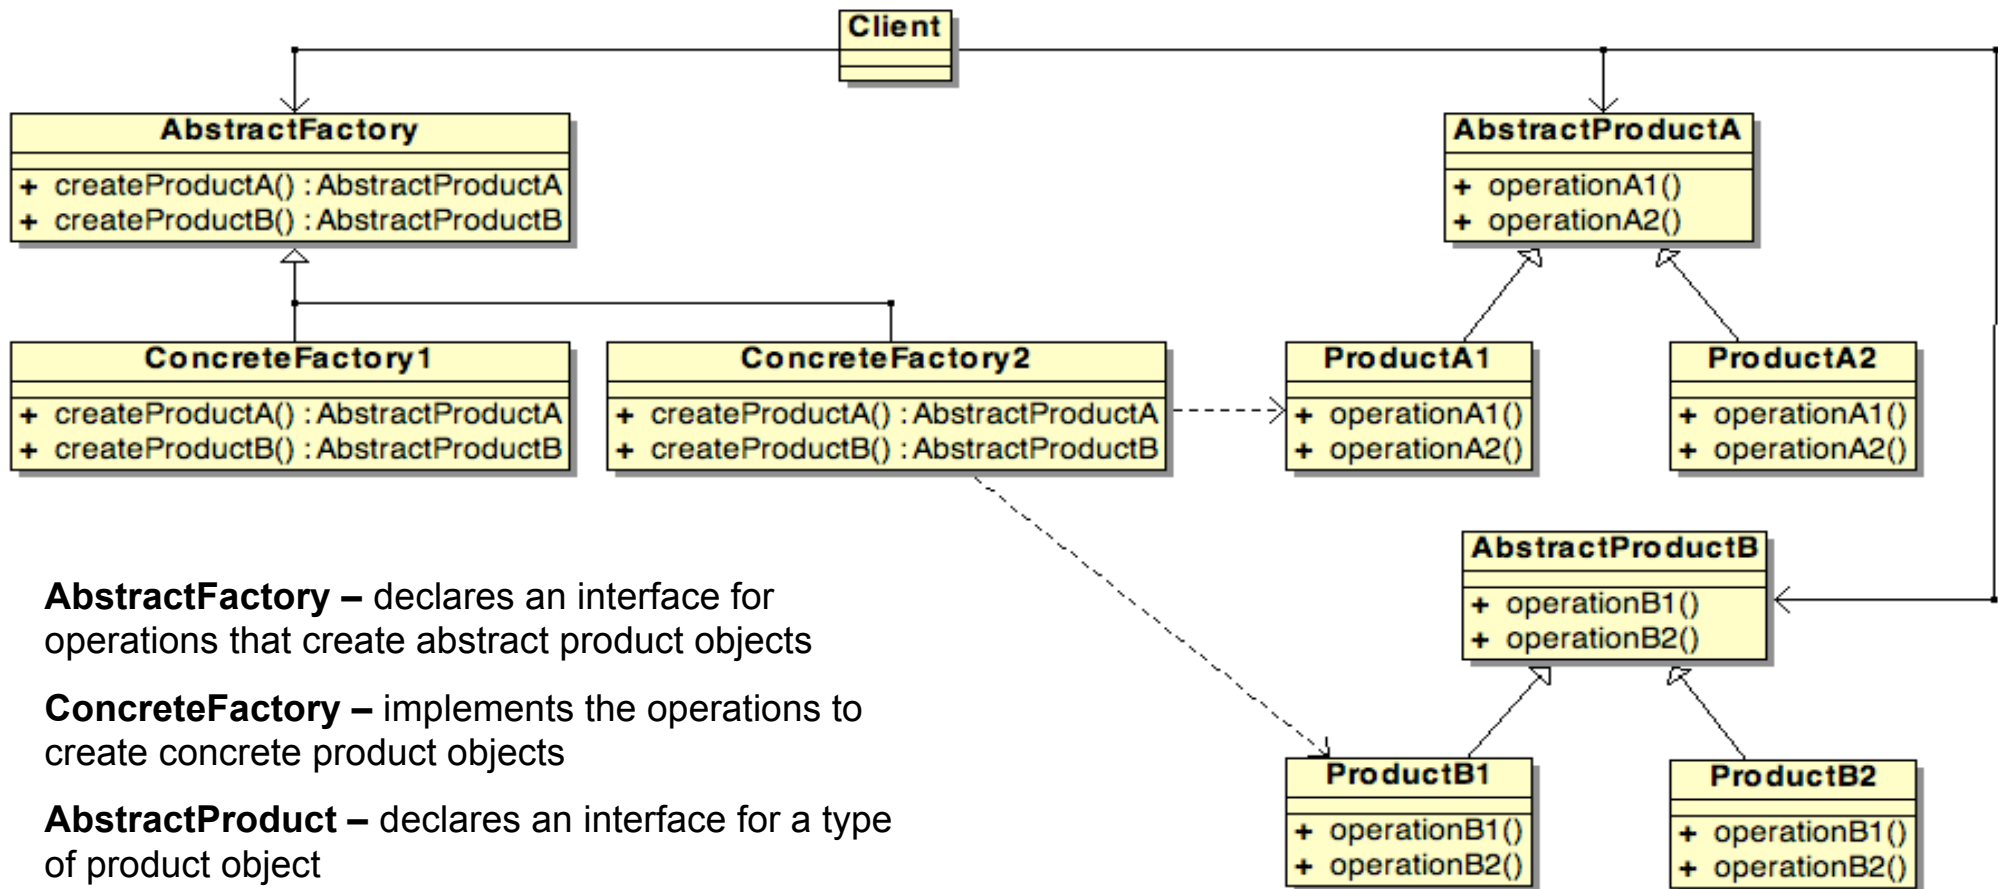 Client
AbstractFactory
+ createProductA() : AbstractProductA
+ createProductB() : AbstractProductB
AbstractProductA
+ operationA1()
+ operationA2()
ConcreteFactory1
+ createProductA() : AbstractProductA
+ createProductB() : AbstractProductB
ConcreteFactory2
+ createProductA() : AbstractProductA
+ createProductB() : AbstractProductB
ProductA1
+ operationA1()
+ operationA2()
ProductA2
+ operationA1()
+ operationA2()
AbstractProductB
+ operationB1()
+ operationB2()
ProductB1
+ operationB1()
+ operationB2()
ProductB2
+ operationB1()
+ operationB2()
AbstractFactory – declares an interface for
operations that create abstract product objects
ConcreteFactory – implements the operations to
create concrete product objects
AbstractProduct – declares an interface for a type
of product object